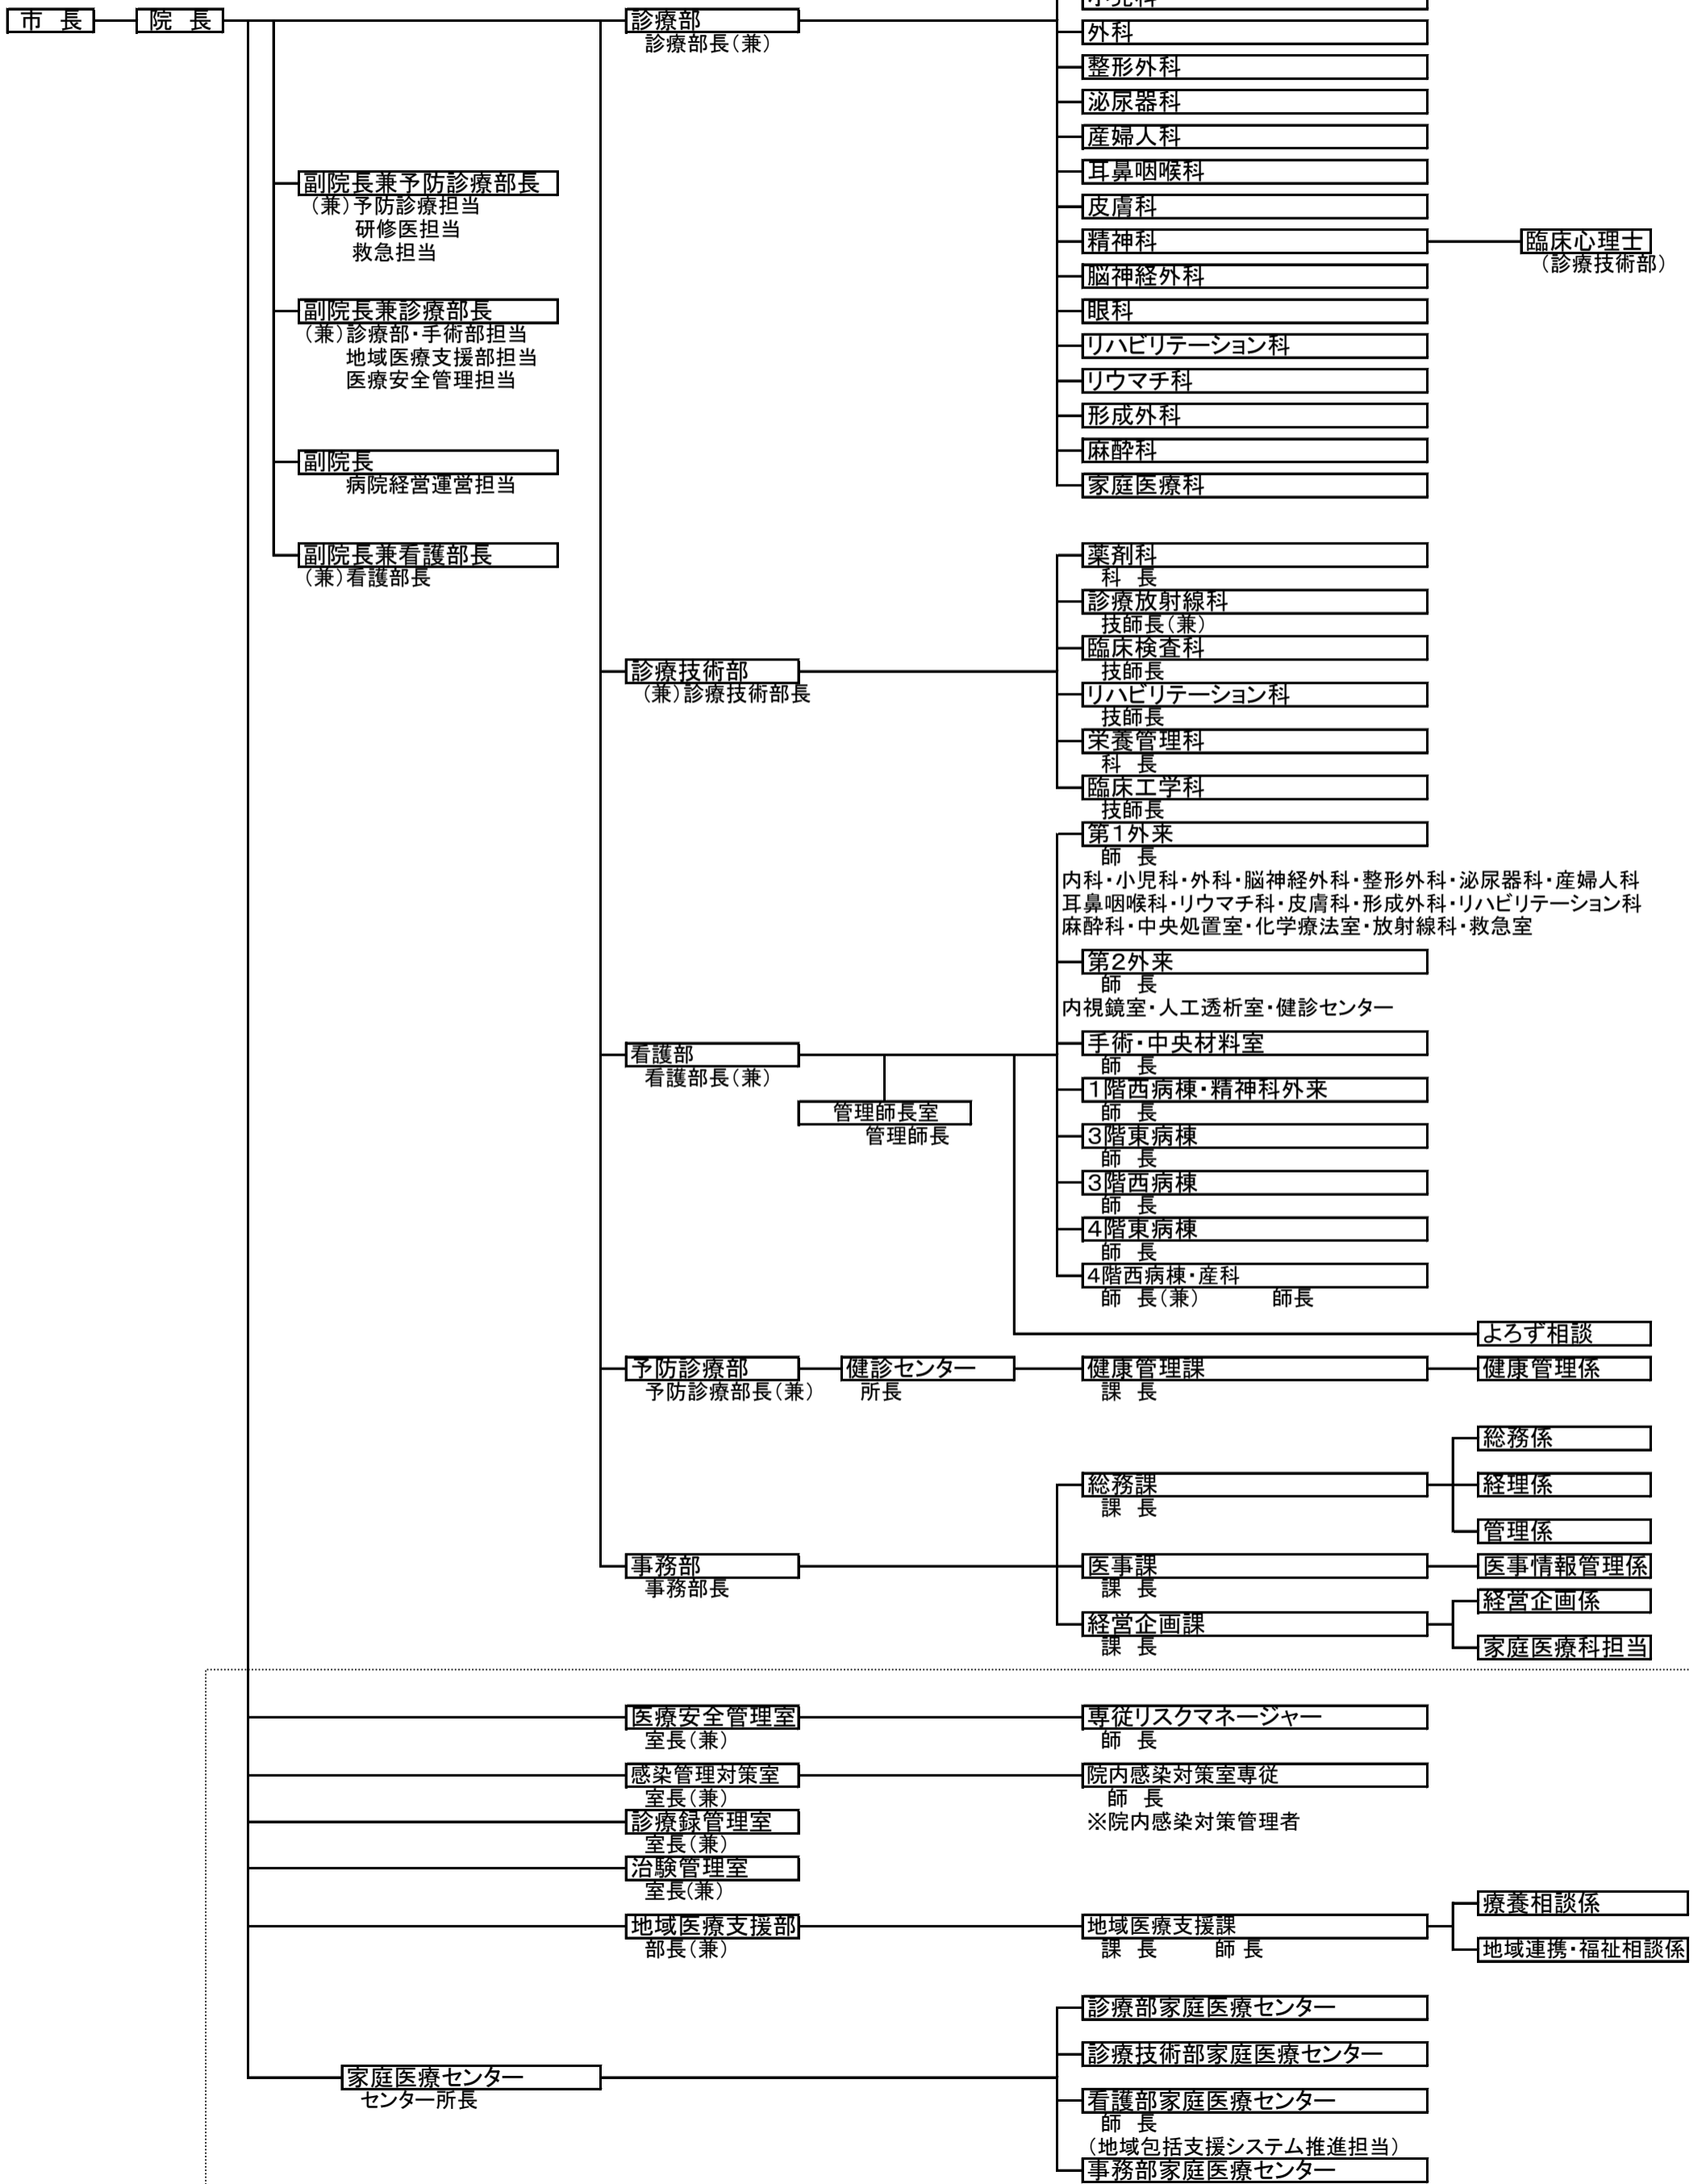 市　長
院　長
診療部
診療部長（兼）
外科
整形外科
泌尿器科
産婦人科
耳鼻咽喉科
皮膚科
精神科
臨床心理士
（診療技術部）
脳神経外科
眼科
リハビリテーション科
リウマチ科
形成外科
麻酔科
家庭医療科
副院長兼予防診療部長
（兼）予防診療担当
研修医担当
救急担当
副院長兼診療部長
（兼）診療部・手術部担当
地域医療支援部担当
医療安全管理担当
副院長
病院経営運営担当
副院長兼看護部長
（兼）看護部長
診療技術部
（兼）診療技術部長
薬剤科
科　長
診療放射線科
技師長（兼）
臨床検査科
技師長
リハビリテーション科
技師長
栄養管理科
科　長
臨床工学科
技師長
看護部
看護部長（兼）
管理師長室
管理師長
第１外来
師　長
内科・小児科・外科・脳神経外科・整形外科・泌尿器科・産婦人科
耳鼻咽喉科・リウマチ科・皮膚科・形成外科・リハビリテーション科
麻酔科・中央処置室・化学療法室・放射線科・救急室
第２外来
師　長
内視鏡室・人工透析室・健診センター
手術・中央材料室
師　長
１階西病棟・精神科外来
師　長
３階東病棟
師　長
３階西病棟
師　長
４階東病棟
師　長
４階西病棟・産科
師　長（兼）　　　師長
よろず相談
予防診療部
予防診療部長（兼）
健診センター
所長
健康管理課
課　長
健康管理係
事務部
事務部長
総務課
課　長
総務係
経理係
管理係
医事課
課　長
医事情報管理係
経営企画課
課　長
経営企画係
家庭医療科担当
医療安全管理室
室長（兼）
専従リスクマネージャー
師　長
感染管理対策室
室長（兼）
院内感染対策室専従
師　長
※院内感染対策管理者
診療録管理室
室長（兼）
治験管理室
室長（兼）
地域医療支援部
部長（兼）
地域医療支援課
課　長　　　師 長
療養相談係
地域連携・福祉相談係
家庭医療センター
センター所長
診療部家庭医療センター
診療技術部家庭医療センター
看護部家庭医療センター
師　長
（地域包括支援システム推進担当）
事務部家庭医療センター